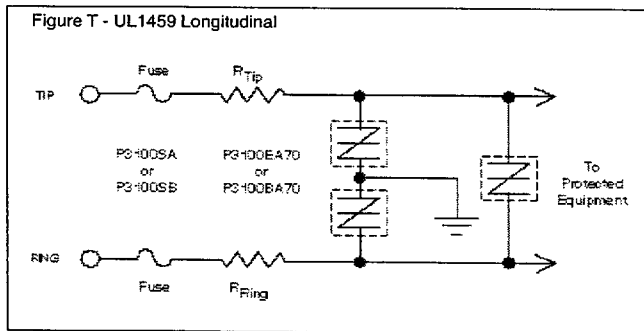 Figure T - UL1459 Longitudinal
Fuse
RTip
TIP
P3100SA
or
P3100SB
P3100EA70
or
P3100BA70
To
Protected
Equipment
RING
Fuse
RRing